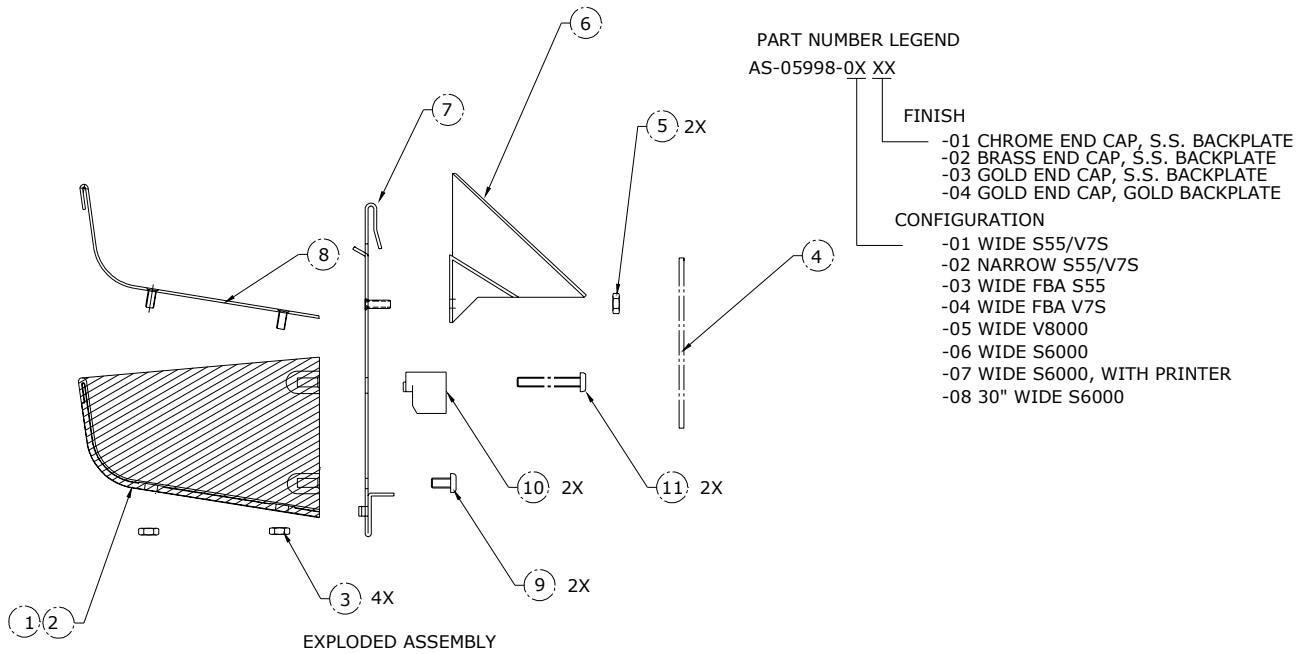 6
PART NUMBER LEGEND
AS-05998-0X XX
7
5 2X
FINISH
-01 CHROME END CAP, S.S. BACKPLATE
-02 BRASS END CAP, S.S. BACKPLATE
-03 GOLD END CAP, S.S. BACKPLATE
-04 GOLD END CAP, GOLD BACKPLATE
CONFIGURATION
-01 WIDE S55/V7S
-02 NARROW S55/V7S
-03 WIDE FBA S55
-04 WIDE FBA V7S
-05 WIDE V8000
-06 WIDE S6000
-07 WIDE S6000, WITH PRINTER
-08 30" WIDE S6000
8
4
10 2X
11 2X
9 2X
3 4X
1 2
EXPLODED ASSEMBLY